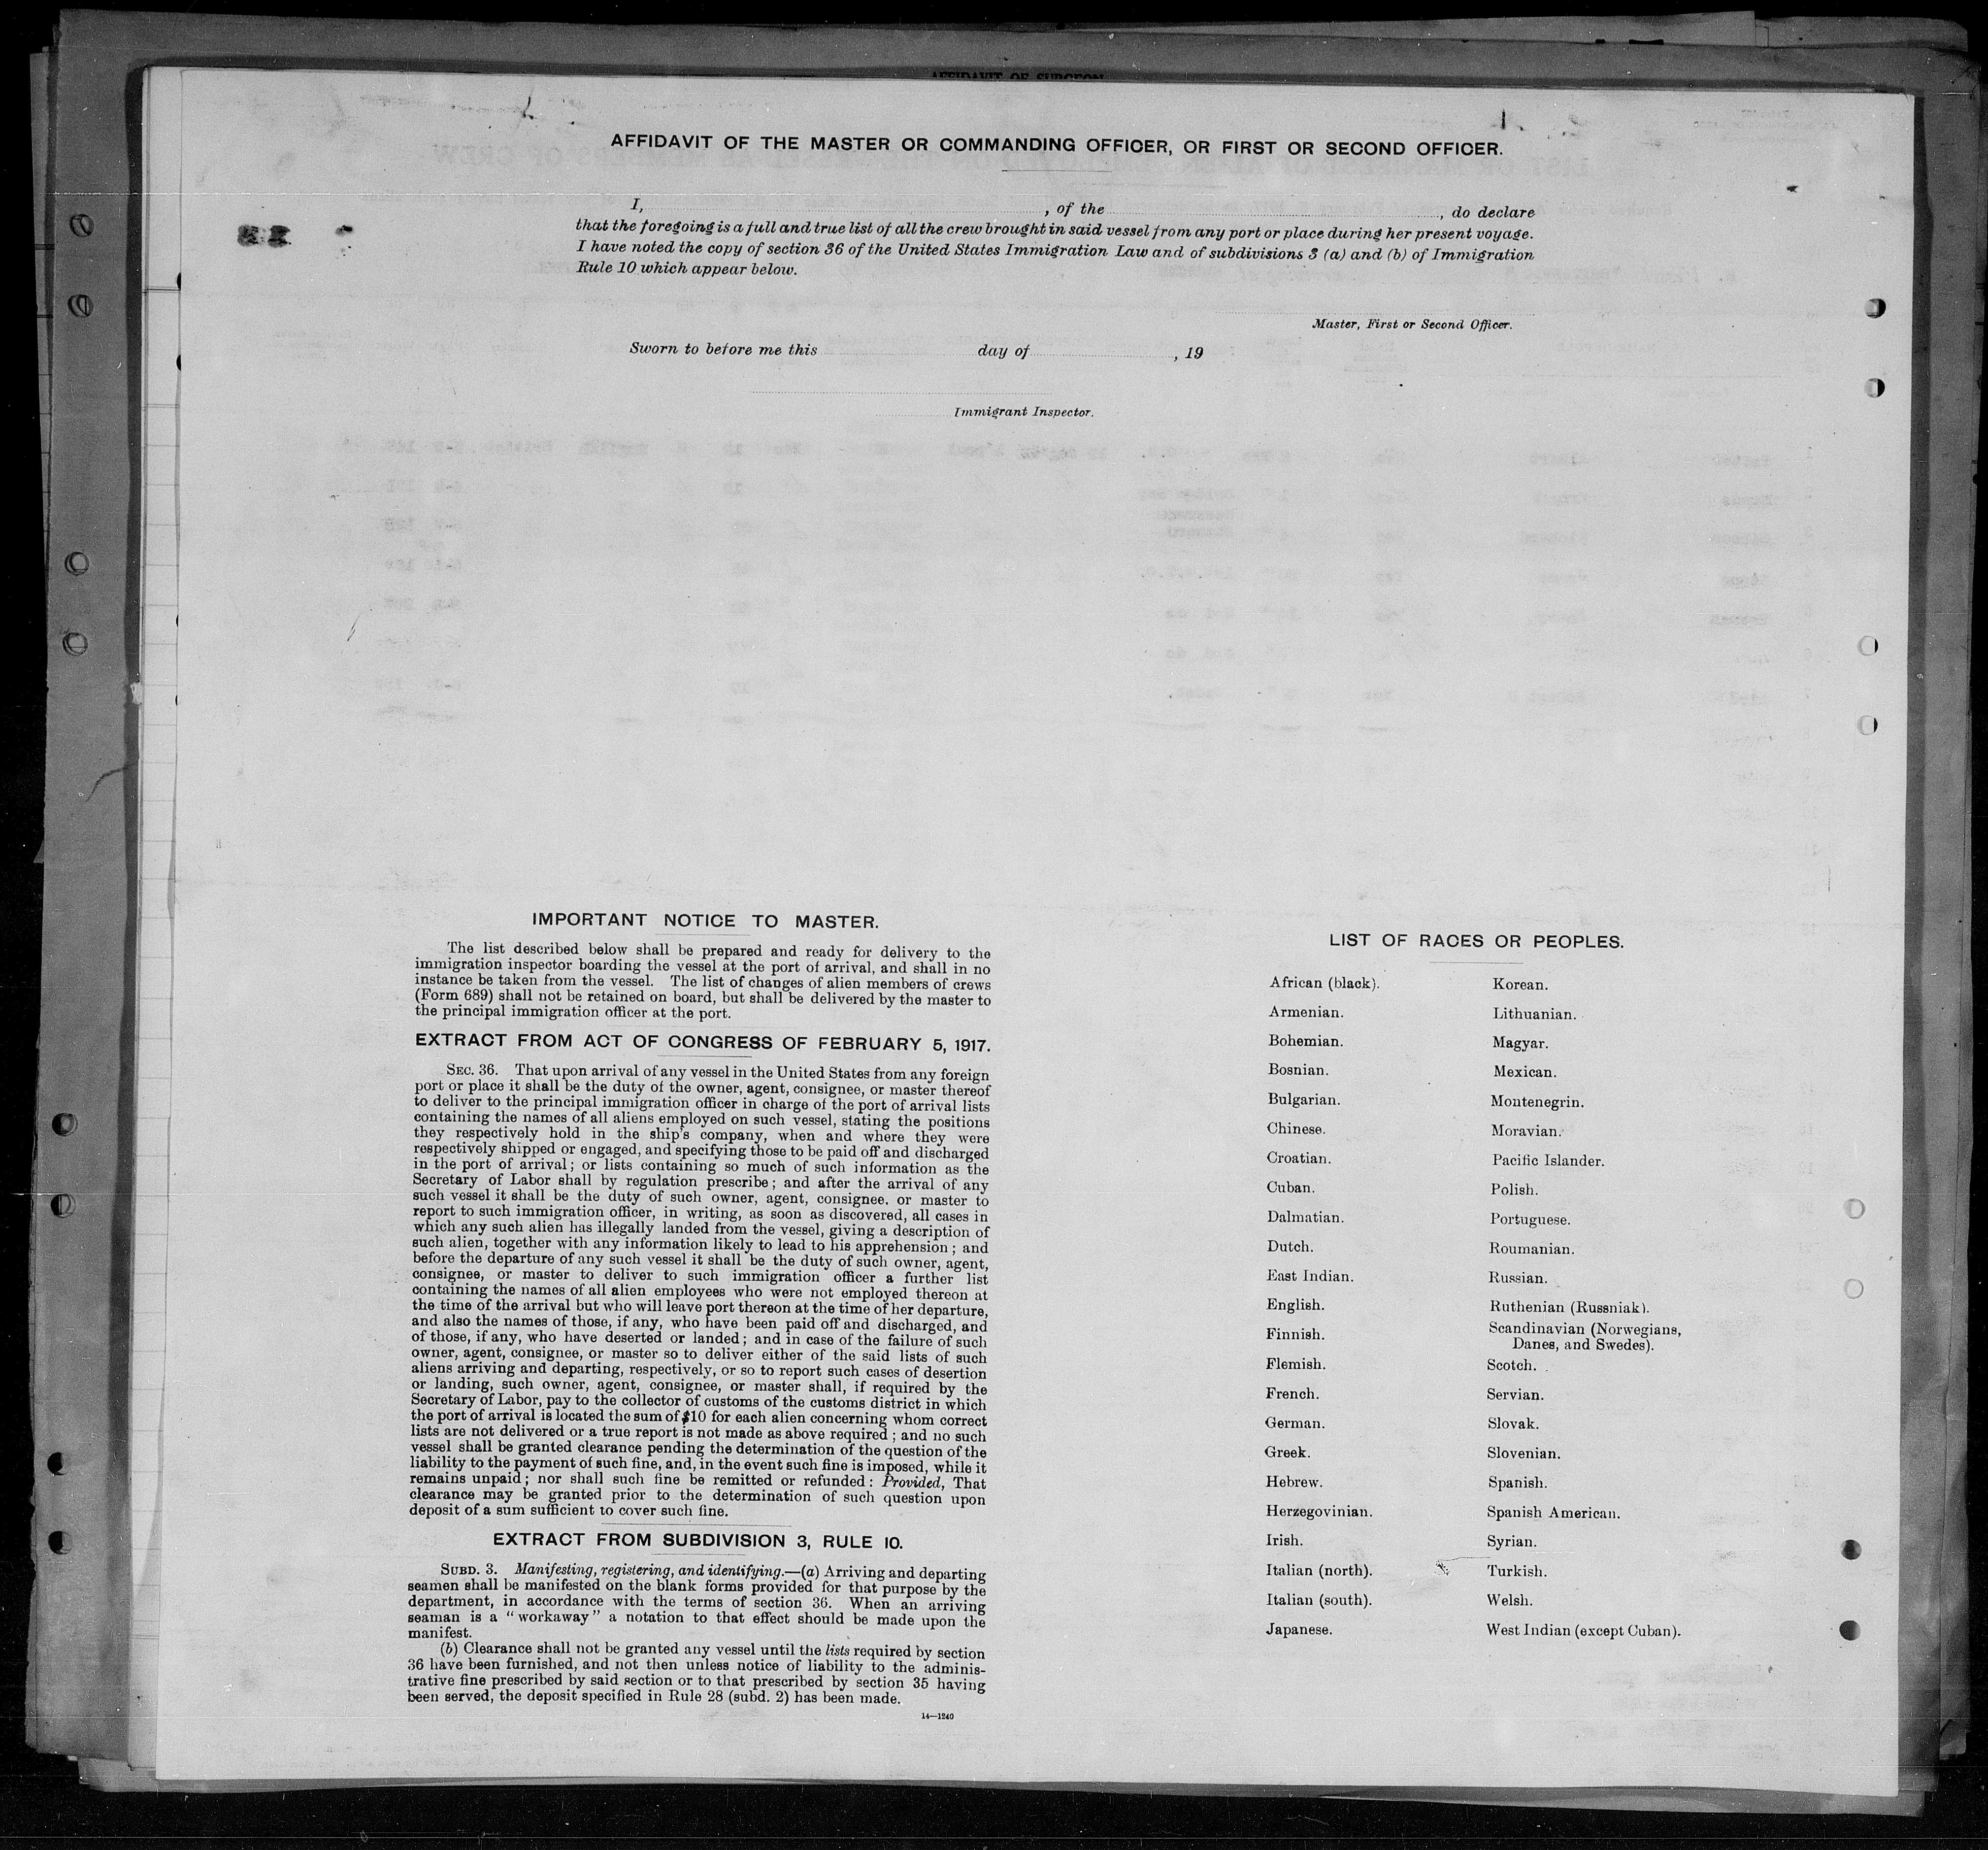 AFFIDAVIT OF SURGEON
AFFIDAVIT OF THE MASTER OR COMMANDING OFFICER, OR FIRST OR SECOND OFFICER.
I, , of the , do declare
that the foregoing is a full and true list of all the crew brought in said vessel from any port or place during her present voyage.
I have noted the copy of section 36 of the United States Immigration Law and of subdivisions 3 (a) and (b) of Immigration
Rule 10 which appear below.
Master, First or Second Officer.
Sworn to before me this day of , 19
Immigrant Inspector.
IMPORTANT NOTICE TO MASTER.
The list described below shall be prepared and ready for delivery to the
immigration inspector boarding the vessel at the port of arrival, and shall in no
instance be taken from the vessel. The list of changes of alien members of crews
(Form 689) shall not be retained on board, but shall be delivered by the master to
the principal immigration officer at the port.
EXTRACT FROM ACT OF CONGRESS OF FEBRUARY 5, 1917.
SEC. 36. That upon arrival of any vessel in the United States from any foreign
port or place it shall be the duty of the owner, agent, consignee, or master thereof
to deliver to the principal immigration officer in charge of the port of arrival lists
containing the names of all aliens employed on such vessel, stating the positions
they respectively hold in the ship's company, when and where they were
respectively shipped or engaged, and specifying those to be paid off and discharged
in the port of arrival; or lists containing so much of such information as the
Secretary of Labor shall by regulation prescribe; and after the arrival of any
such vessel it shall be the duty of such owner, agent, consignee, or master to
report to such immigration officer, in writing, as soon as discovered, all cases in
which any such alien has illegally landed from the vessel, giving a description of
such alien, together with any information likely to lead to his apprehension; and
before the departure of any such vessel it shall be the duty of such owner, agent,
consignee, or master to deliver to such immigration officer a further list
containing the names of all alien employees who were not employed thereon at
the time of the arrival but who will leave port thereon at the time of her departure,
and also the names of those, if any, who have been paid off and discharged, and
of those, if any, who have deserted or landed; and in case of the failure of such
owner, agent, consignee, or master so to deliver either of the said lists of such
aliens arriving and departing, respectively, or so to report such cases of desertion
or landing, such owner, agent, consignee, or master shall, if required by the
Secretary of Labor, pay to the collector of customs of the customs district in which
the port of arrival is located the sum of $10 for each alien concerning whom correct
lists are not delivered or a true report is not made as above required; and no such
vessel shall be granted clearance pending the determination of the question of the
liability to the payment of such fine, and, in the event such fine is imposed, while it
remains unpaid; nor shall such fine be remitted or refunded: Provided, That
clearance may be granted prior to the determination of such question upon
deposit of a sum sufficient to cover such fine.
EXTRACT FROM SUBDIVISION 3, RULE 10.
SUBD. 3. Manifesting, registering, and identifying.—(a) Arriving and departing
seamen shall be manifested on the blank forms provided for that purpose by the
department, in accordance with the terms of section 36. When an arriving
seaman is a "workaway" a notation to that effect should be made upon the
manifest.
(b) Clearance shall not be granted any vessel until the lists required by section
36 have been furnished, and not then unless notice of liability to the adminis-
trative fine prescribed by said section or to that prescribed by section 35 having
been served, the deposit specified in Rule 28 (subd. 2) has been made.
14—1240
LIST OF RACES OR PEOPLES.
African (black).
Armenian.
Bohemian.
Bosnian.
Bulgarian.
Chinese.
Croatian.
Cuban.
Dalmatian.
Dutch.
East Indian.
English.
Finnish.
Flemish.
French.
German.
Greek.
Hebrew.
Herzegovinian.
Irish.
Italian (north).
Italian (south).
Japanese.
Korean.
Lithuanian.
Magyar.
Mexican.
Montenegrin.
Moravian.
Pacific Islander.
Polish.
Portuguese.
Roumanian.
Russian.
Ruthenian (Russniak).
Scandinavian (Norwegians,
Danes, and Swedes).
Scotch.
Servian.
Slovak.
Slovenian.
Spanish.
Spanish American.
Syrian.
Turkish.
Welsh.
West Indian (except Cuban).